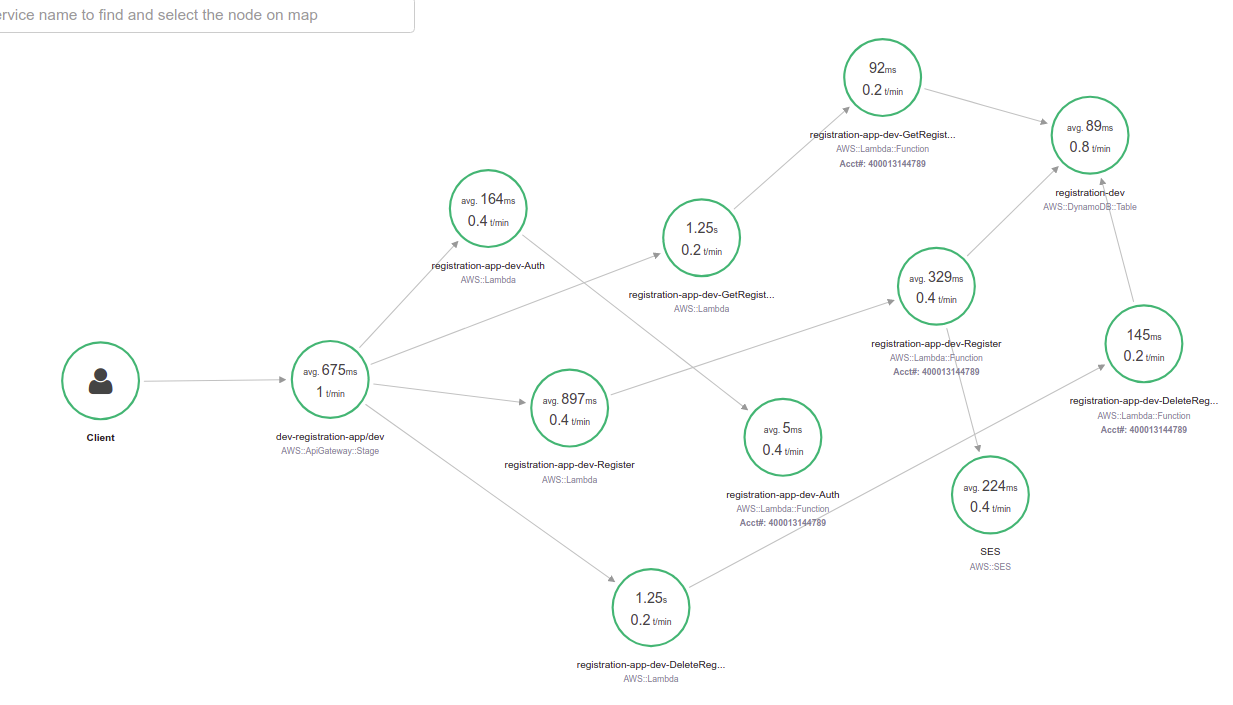 ervice name to find and select the node on map
92ms
0.2 t/min
registration-app-dev-GetRegist...
AWS::Lambda::Function
Acct#: 400013144789
avg. 89ms
0.8 t/min
registration-dev
AWS::DynamoDB::Table
avg. 164ms
0.4 t/min
registration-app-dev-Auth
AWS::Lambda
1.25s
0.2 t/min
registration-app-dev-GetRegist...
AWS::Lambda
avg. 329ms
0.4 t/min
registration-app-dev-Register
AWS::Lambda::Function
Acct#: 400013144789
145ms
0.2 t/min
registration-app-dev-DeleteReg...
AWS::Lambda::Function
Acct#: 400013144789
Client
avg. 675ms
1 t/min
dev-registration-app/dev
AWS::ApiGateway::Stage
avg. 897ms
0.4 t/min
registration-app-dev-Register
AWS::Lambda
avg. 5ms
0.4 t/min
registration-app-dev-Auth
AWS::Lambda::Function
Acct#: 400013144789
avg. 224ms
0.4 t/min
SES
AWS::SES
1.25s
0.2 t/min
registration-app-dev-DeleteReg...
AWS::Lambda